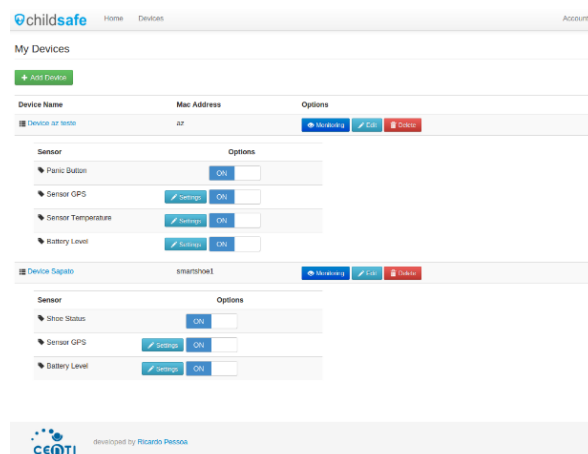 childsafe Home Devices Account
My Devices
+ Add Device
Device Name Mac Address Options
Device az teste az Monitoring Edit Delete
Sensor Options
Panic Button ON
Sensor GPS Settings ON
Sensor Temperature Settings ON
Battery Level Settings ON
Device Sapato smartshoe1 Monitoring Edit Delete
Sensor Options
Shoe Status ON
Sensor GPS Settings ON
Battery Level Settings ON
CENTI developed by Ricardo Pessoa